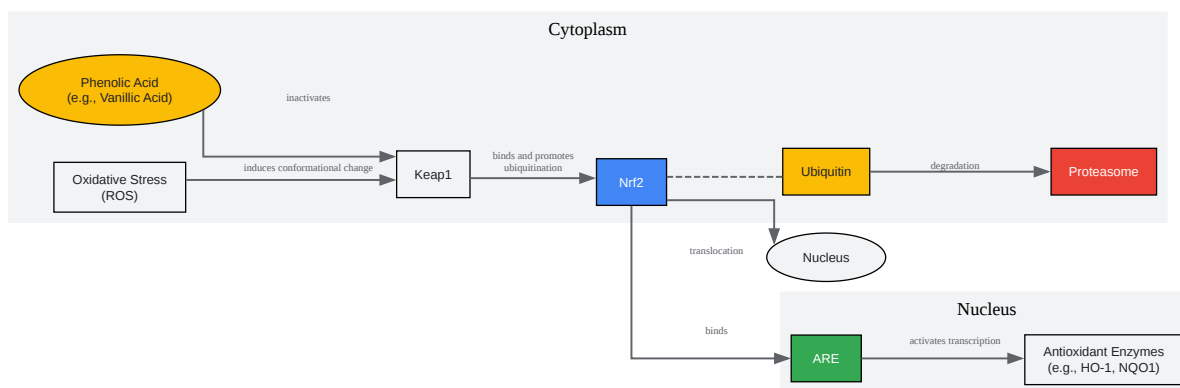 Cytoplasm
Phenolic Acid
(e.g., Vanillic Acid)
inactivates
Oxidative Stress
(ROS)
induces conformational change
Keap1
binds and promotes
ubiquitination
Nrf2
Ubiquitin
degradation
Proteasome
translocation
Nucleus
Nucleus
binds
ARE
activates transcription
Antioxidant Enzymes
(e.g., HO-1, NQO1)